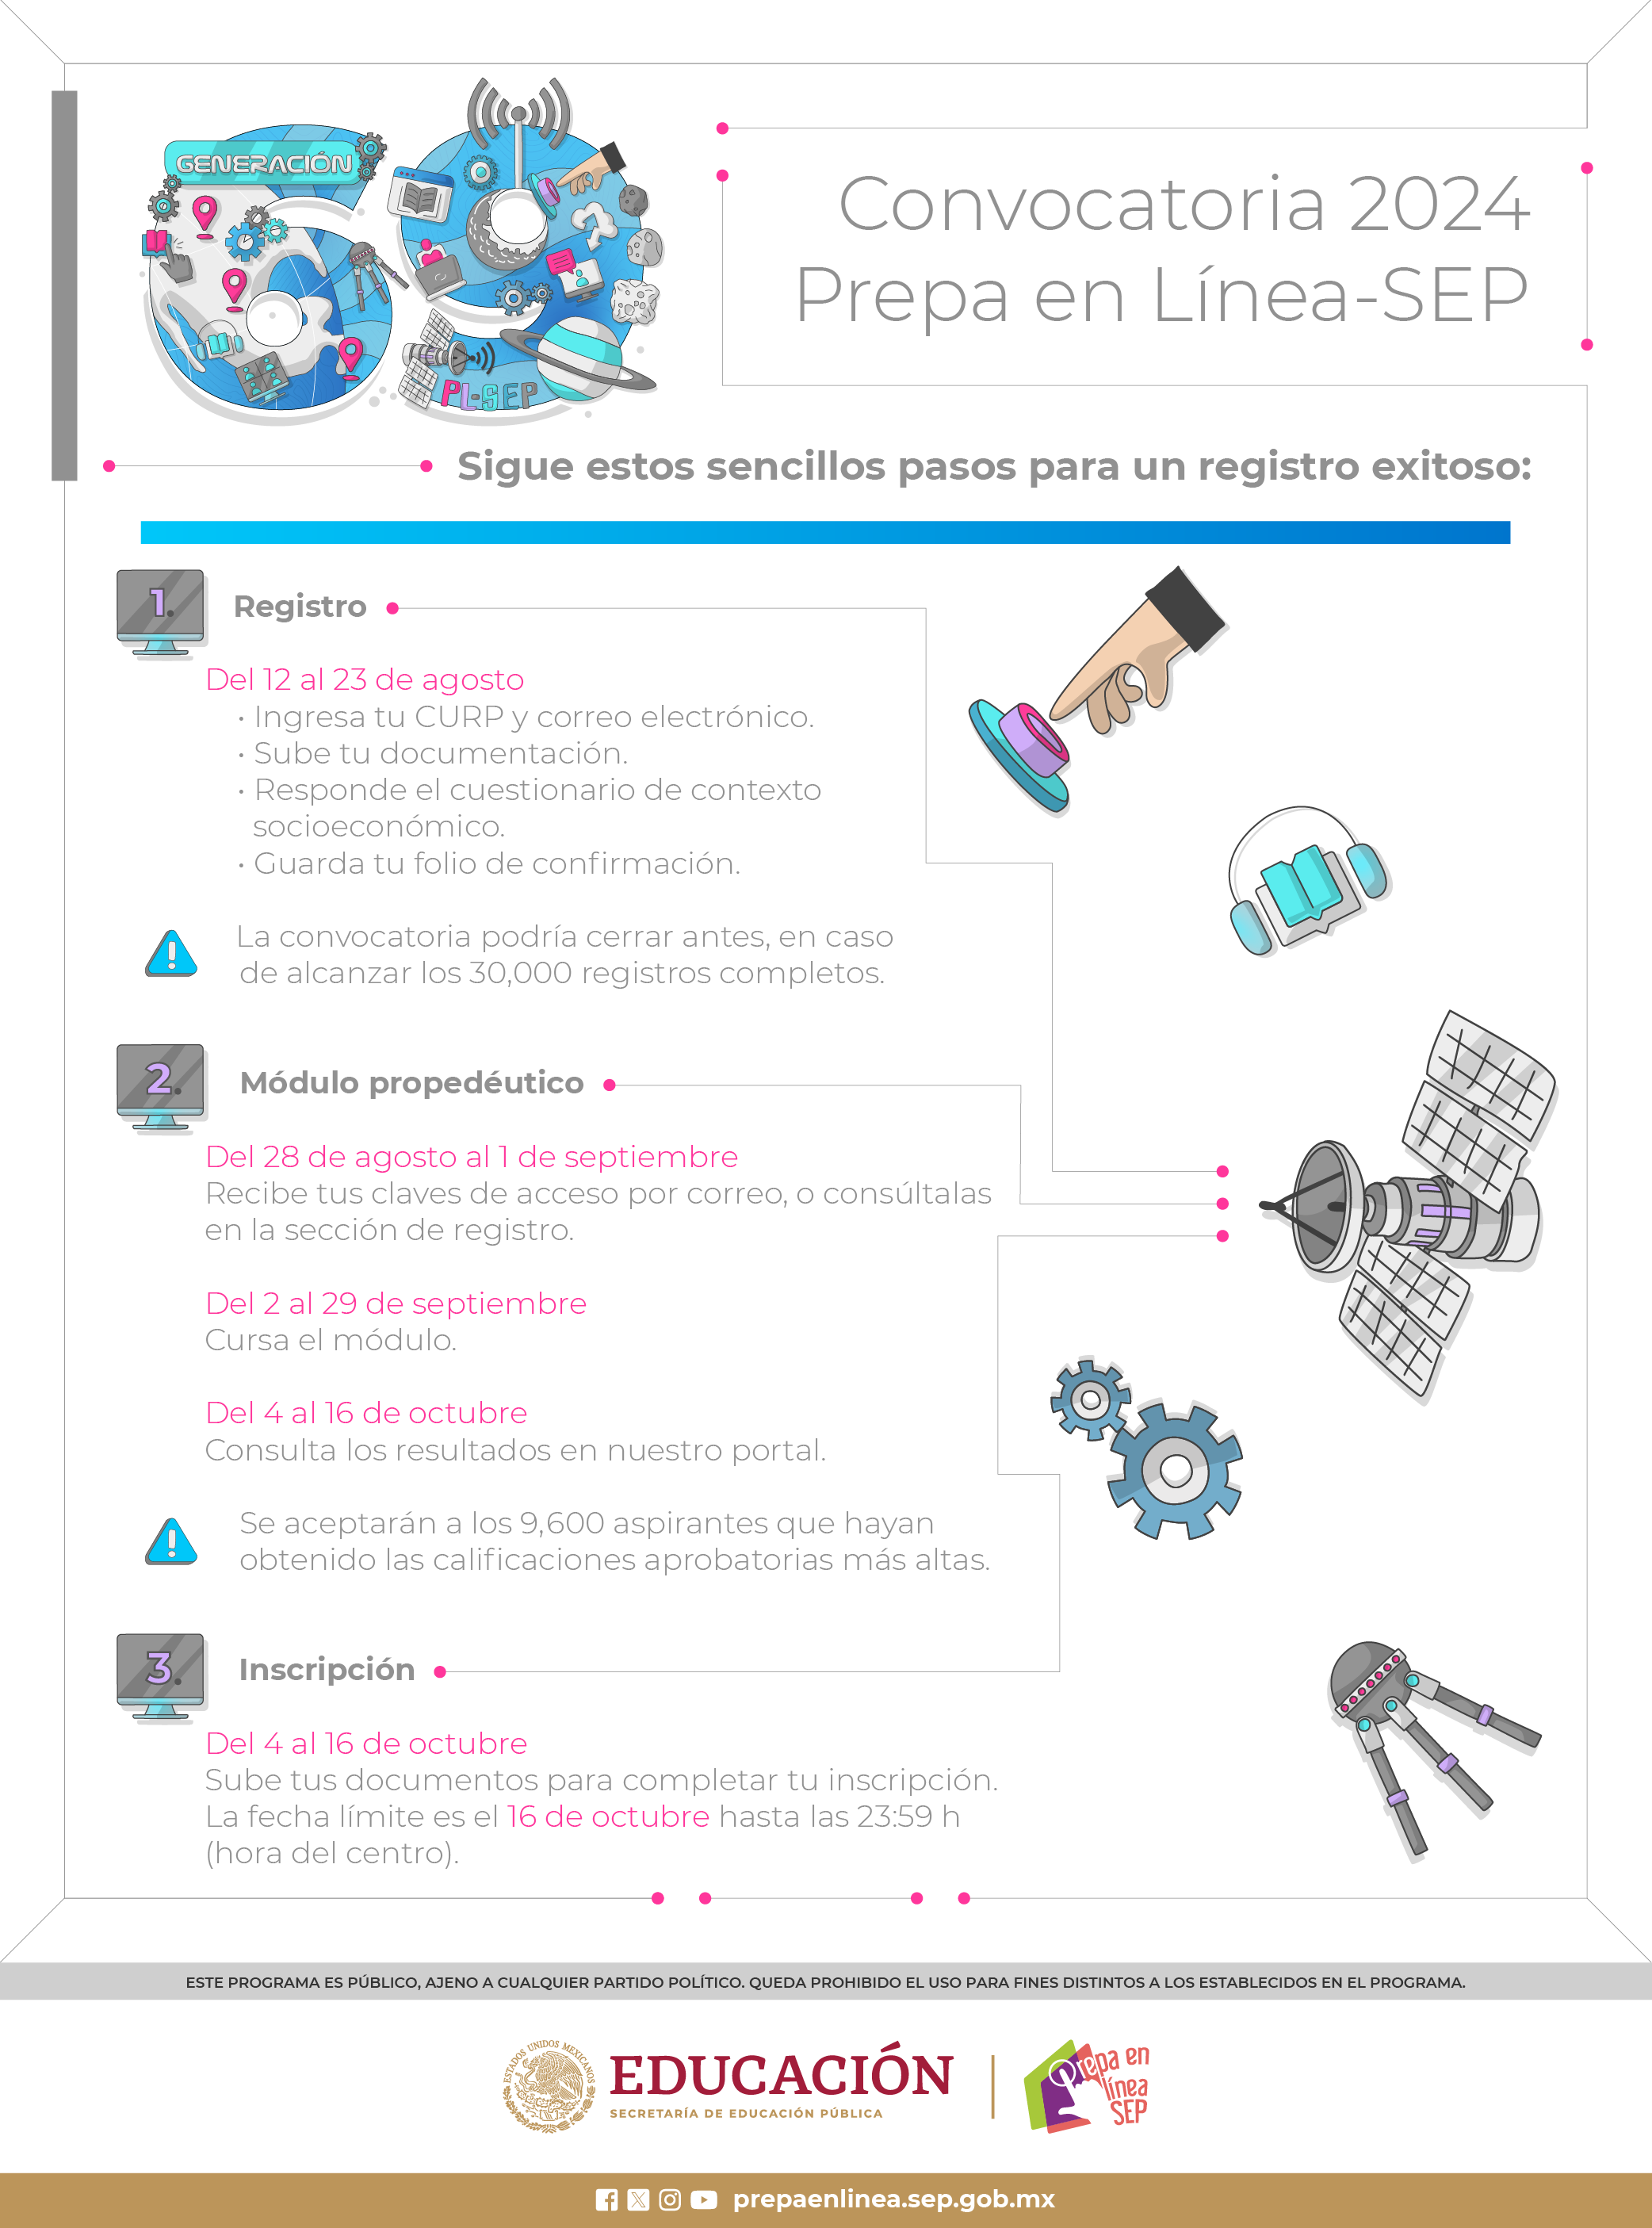 GENERACIÓN
PL-SEP
Convocatoria 2024
Prepa en Línea-SEP
Sigue estos sencillos pasos para un registro exitoso:
1.
Registro
Del 12 al 23 de agosto
• Ingresa tu CURP y correo electrónico.
• Sube tu documentación.
• Responde el cuestionario de contexto
socioeconómico.
• Guarda tu folio de confirmación.
La convocatoria podría cerrar antes, en caso
de alcanzar los 30,000 registros completos.
2.
Módulo propedéutico
Del 28 de agosto al 1 de septiembre
Recibe tus claves de acceso por correo, o consúltalas
en la sección de registro.
Del 2 al 29 de septiembre
Cursa el módulo.
Del 4 al 16 de octubre
Consulta los resultados en nuestro portal.
Se aceptarán a los 9,600 aspirantes que hayan
obtenido las calificaciones aprobatorias más altas.
3.
Inscripción
Del 4 al 16 de octubre
Sube tus documentos para completar tu inscripción.
La fecha límite es el 16 de octubre hasta las 23:59 h
(hora del centro).
ESTE PROGRAMA ES PÚBLICO, AJENO A CUALQUIER PARTIDO POLÍTICO. QUEDA PROHIBIDO EL USO PARA FINES DISTINTOS A LOS ESTABLECIDOS EN EL PROGRAMA.
ESTADOS UNIDOS MEXICANOS
EDUCACIÓN
SECRETARÍA DE EDUCACIÓN PÚBLICA
Prepa en
línea
SEP
prepaenlinea.sep.gob.mx